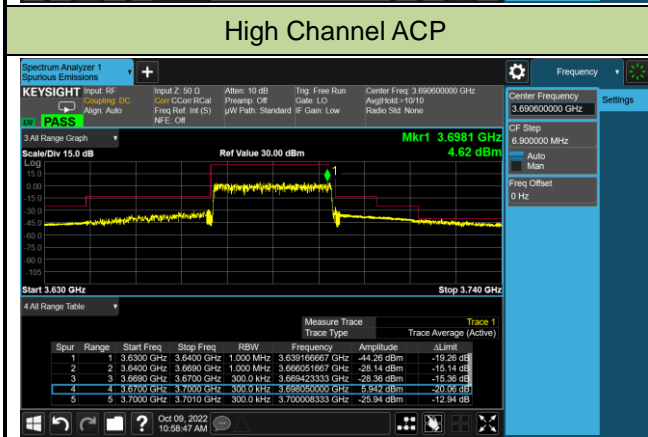 High Channel ACP
Spectrum Analyzer 1
Spurious Emissions
Frequency
KEYSIGHT Input: RF Input Z: 50 Ω Atten: 10 dB Trig: Free Run Center Freq: 3.690600000 GHz
Coupling: DC Corr CCorr RCal Preamp: Off Gate: LO Avg|Hold:>10/10
Align: Auto Freq Ref: Int (S) µW Path: Standard IF Gain: Low Radio Std: None
NFE: Off
PASS
Center Frequency
3.690600000 GHz
Settings
CF Step
6.900000 MHz
Auto
Man
Freq Offset
0 Hz
3 All Range Graph
Mkr1 3.6981 GHz
Scale/Div 15.0 dB Ref Value 30.00 dBm 4.62 dBm
Log
1
15.0
0.00
-15.0
-30.0
-45.0
-60.0
-75.0
-90.0
-105
Start 3.630 GHz Stop 3.740 GHz
4 All Range Table
Measure Trace Trace 1
Trace Type Trace Average (Active)
Spur Range Start Freq Stop Freq RBW Frequency Amplitude ΔLimit
1 1 3.6300 GHz 3.6400 GHz 1.000 MHz 3.639166667 GHz -44.26 dBm -19.26 dB
2 2 3.6400 GHz 3.6690 GHz 1.000 MHz 3.666051667 GHz -28.14 dBm -15.14 dB
3 3 3.6690 GHz 3.6700 GHz 300.0 kHz 3.669423333 GHz -28.36 dBm -15.36 dB
4 4 3.6700 GHz 3.7000 GHz 300.0 kHz 3.698050000 GHz 5.942 dBm -20.06 dB
5 5 3.7000 GHz 3.7010 GHz 300.0 kHz 3.700008333 GHz -25.94 dBm -12.94 dB
Oct 09, 2022
10:58:47 AM